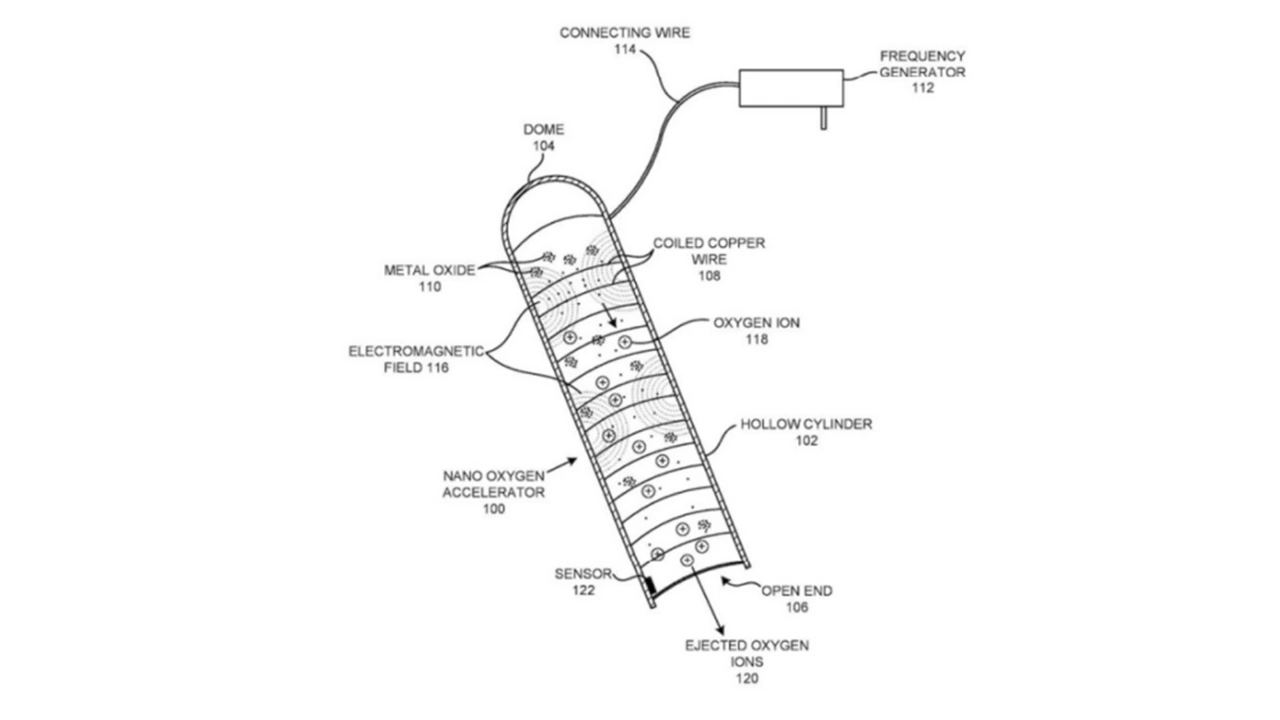 CONNECTING WIRE
114
FREQUENCY
GENERATOR
112
DOME
104
COILED COPPER
WIRE
108
METAL OXIDE
110
OXYGEN ION
118
ELECTROMAGNETIC
FIELD 116
HOLLOW CYLINDER
102
NANO OXYGEN
ACCELERATOR
100
SENSOR
122
OPEN END
106
EJECTED OXYGEN
IONS
120